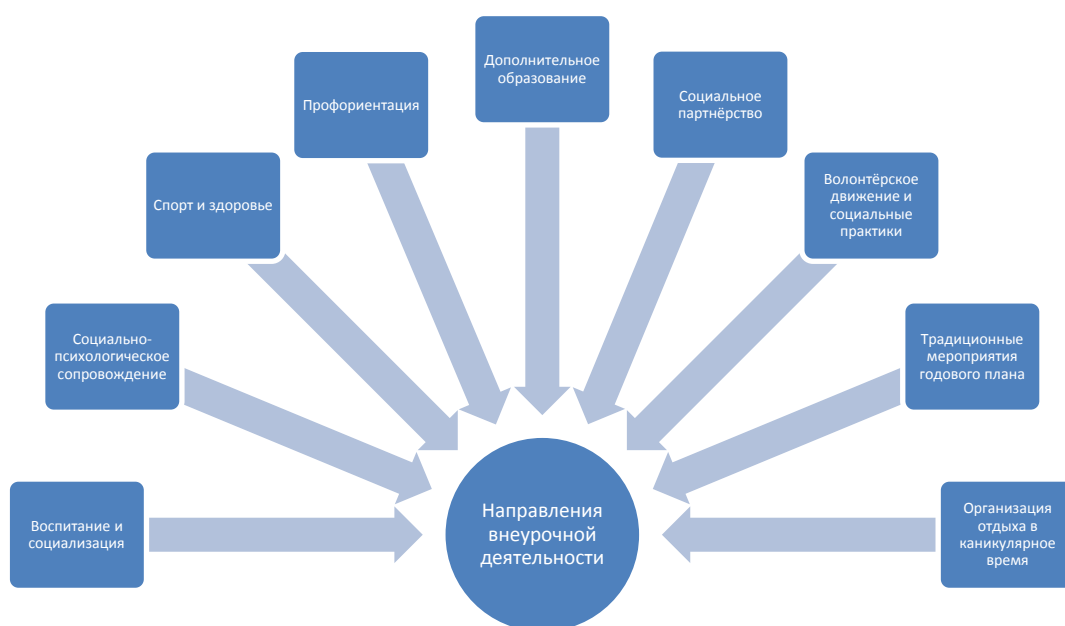 Дополнительное
образование
Профориентация
Социальное
партнёрство
Спорт и здоровье
Волонтёрское
движение и
социальные
практики
Социально-
психологическое
сопровождение
Традиционные
мероприятия
годового плана
Воспитание и
социализация
Направления
внеурочной
деятельности
Организация
отдыха в
каникулярное
время